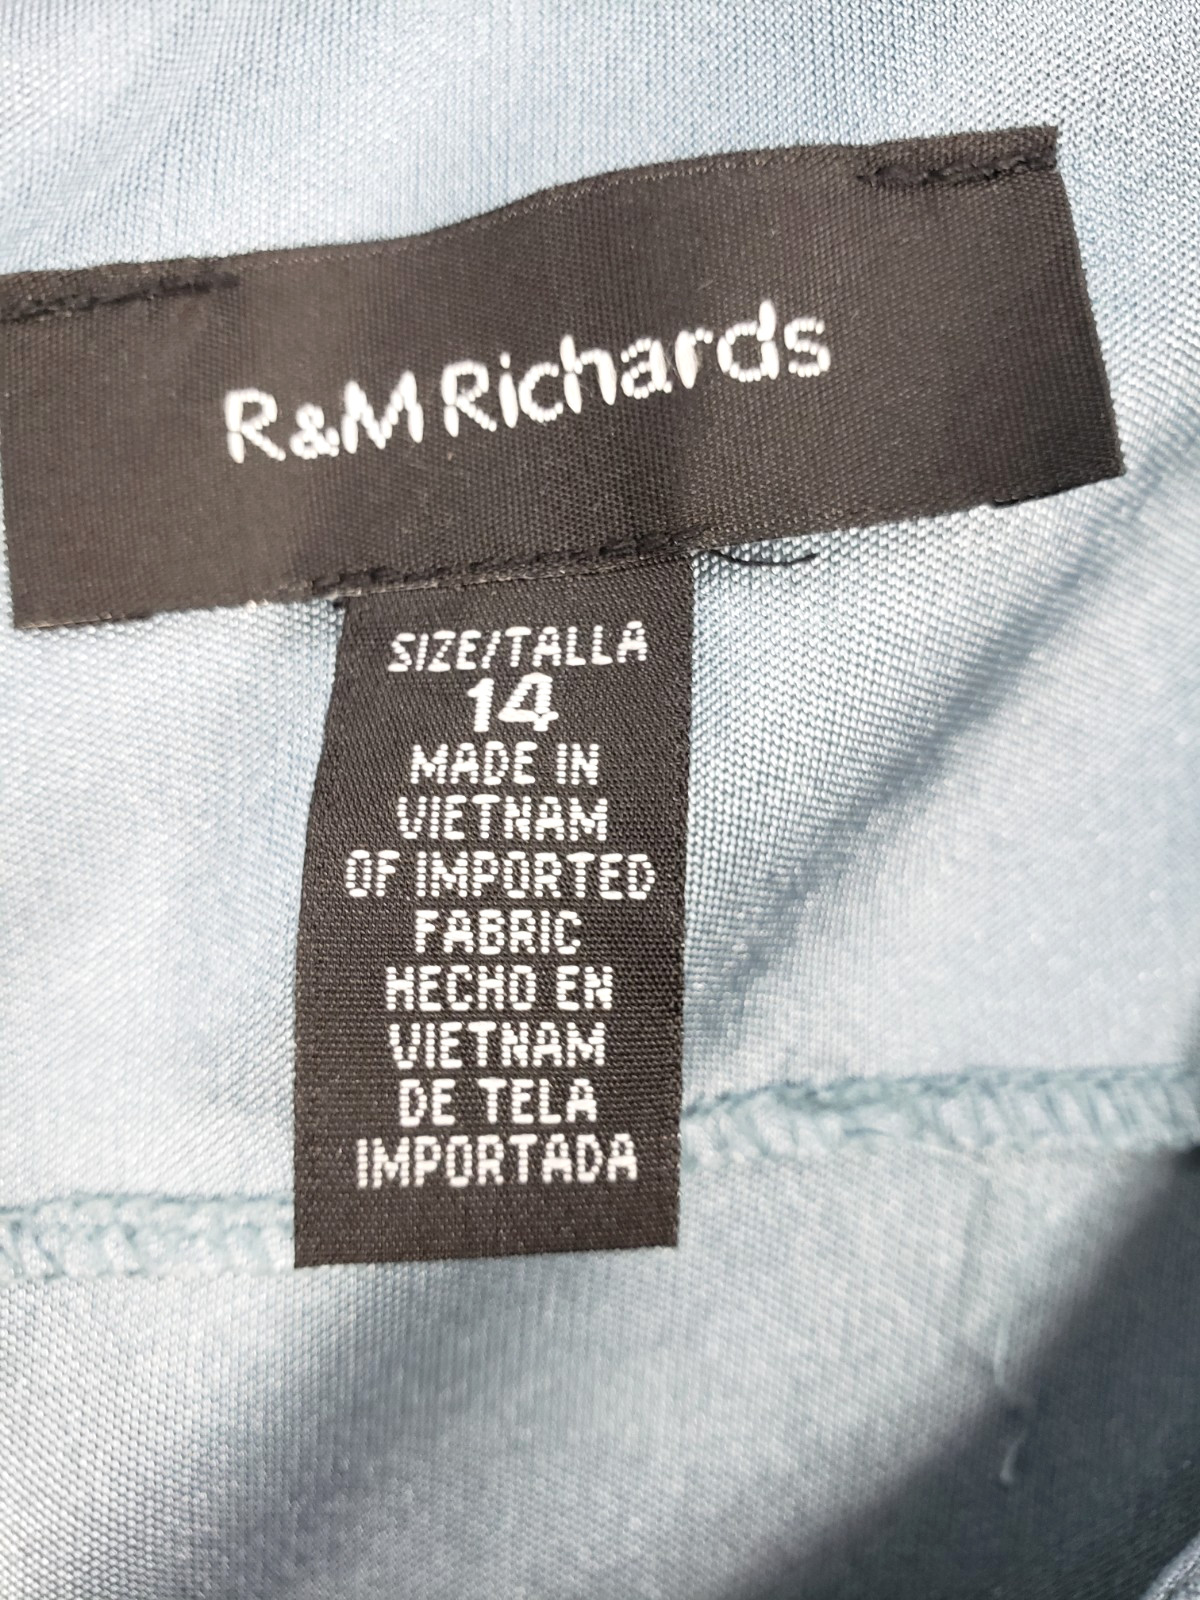 R&M Richards
SIZE/TALLA
14
MADE IN
VIETNAM
OF IMPORTED
FABRIC
HECHO EN
VIETNAM
DE TELA
IMPORTADA